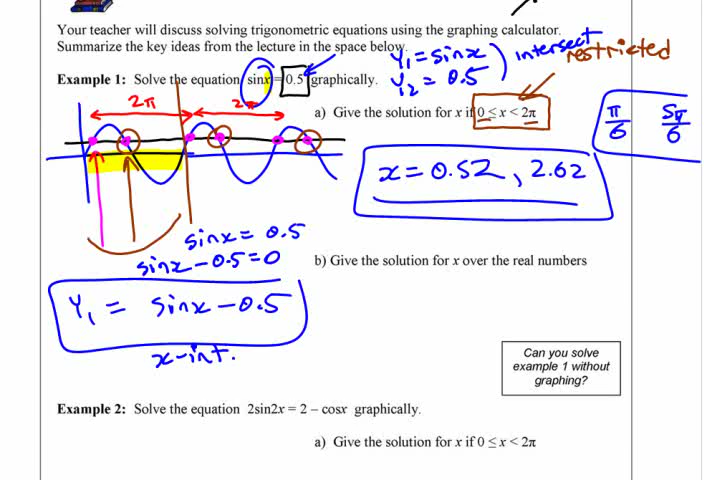 Your teacher will discuss solving trigonometric equations using the graphing calculator.
Summarize the key ideas from the lecture in the space below.
Y₁ = sinx
Y₂ = 0.5
intersect
restricted
Example 1: Solve the equation sinx = 0.5 graphically.
a) Give the solution for x if 0 ≤ x < 2π
2π
2π
π/6 5π/6
x = 0.52, 2.62
sinx = 0.5
sinx - 0.5 = 0
b) Give the solution for x over the real numbers
Y₁ = sinx - 0.5
x-int.
Can you solve
example 1 without
graphing?
Example 2: Solve the equation 2sin2x = 2 – cosx graphically.
a) Give the solution for x if 0 ≤ x < 2π